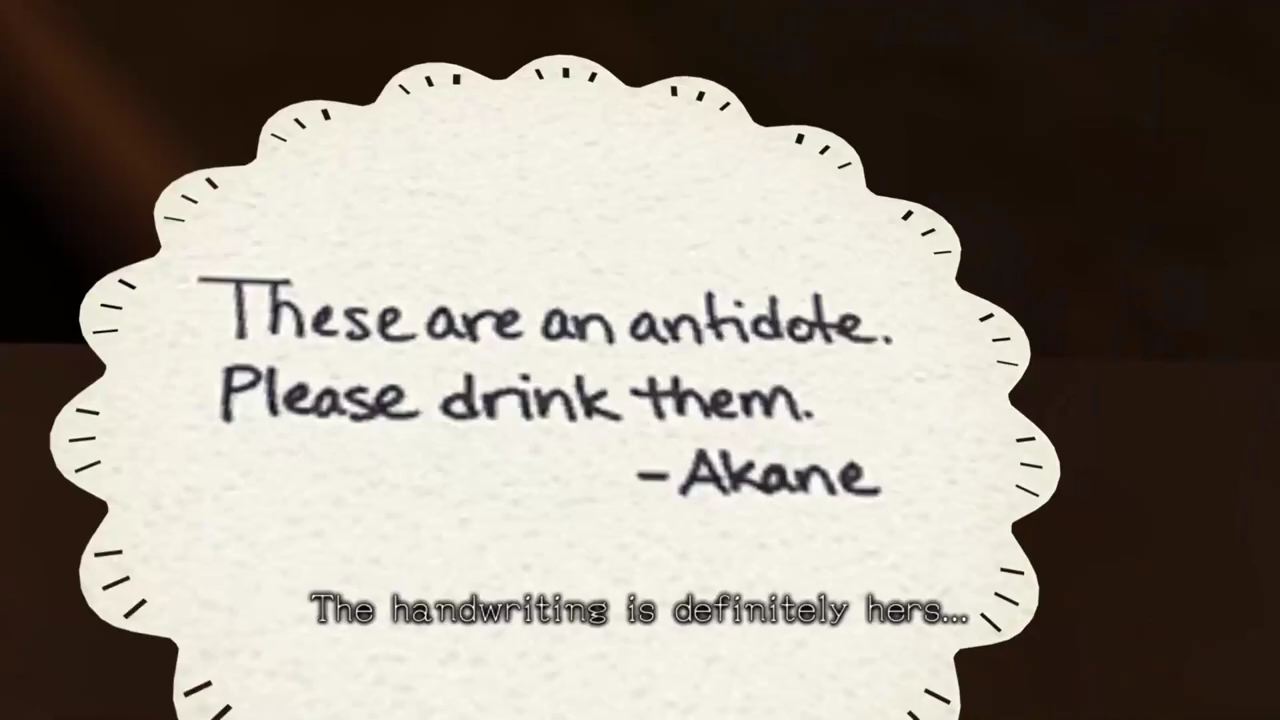 These are an antidote.
Please drink them.
- Akane
The handwriting is definitely hers...